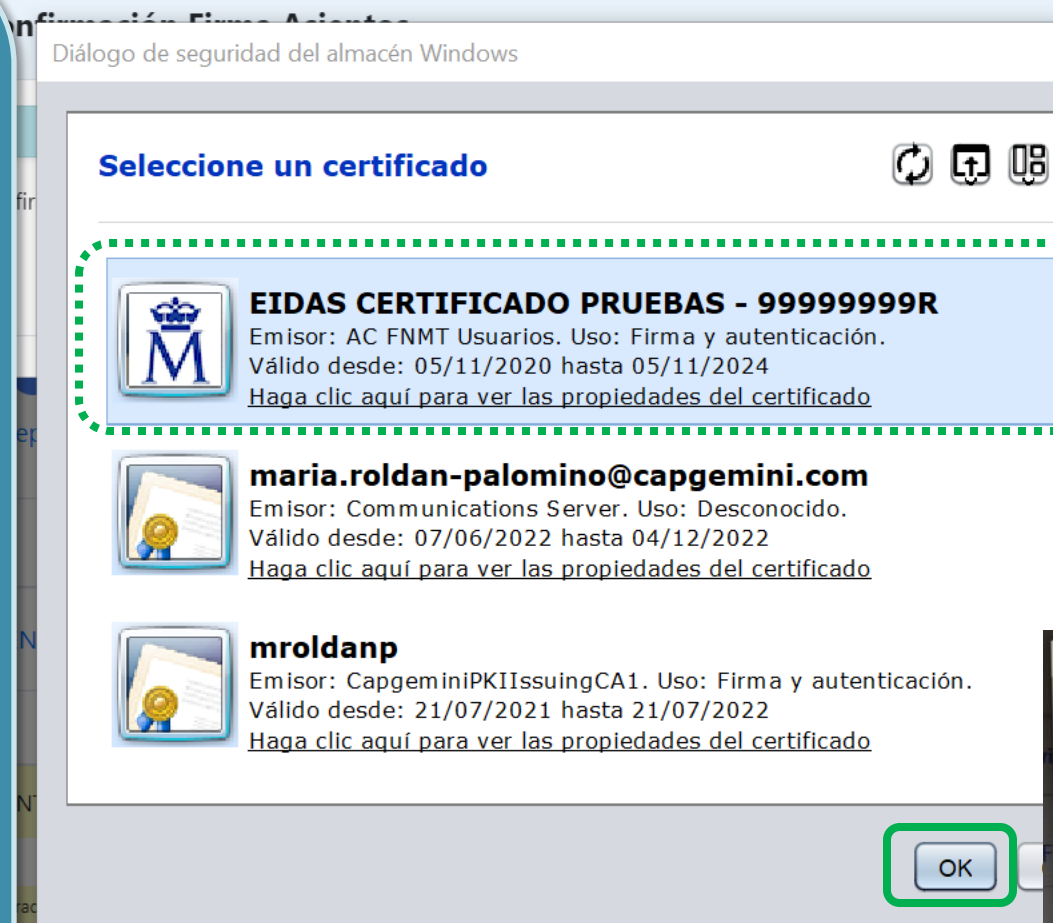 Confirmación Firma Asientos
Diálogo de seguridad del almacén Windows
Seleccione un certificado
EIDAS CERTIFICADO PRUEBAS - 99999999R
Emisor: AC FNMT Usuarios. Uso: Firma y autenticación.
Válido desde: 05/11/2020 hasta 05/11/2024
Haga clic aquí para ver las propiedades del certificado
maria.roldan-palomino@capgemini.com
Emisor: Communications Server. Uso: Desconocido.
Válido desde: 07/06/2022 hasta 04/12/2022
Haga clic aquí para ver las propiedades del certificado
mroldanp
Emisor: CapgeminiPKIIssuingCA1. Uso: Firma y autenticación.
Válido desde: 21/07/2021 hasta 21/07/2022
Haga clic aquí para ver las propiedades del certificado
OK